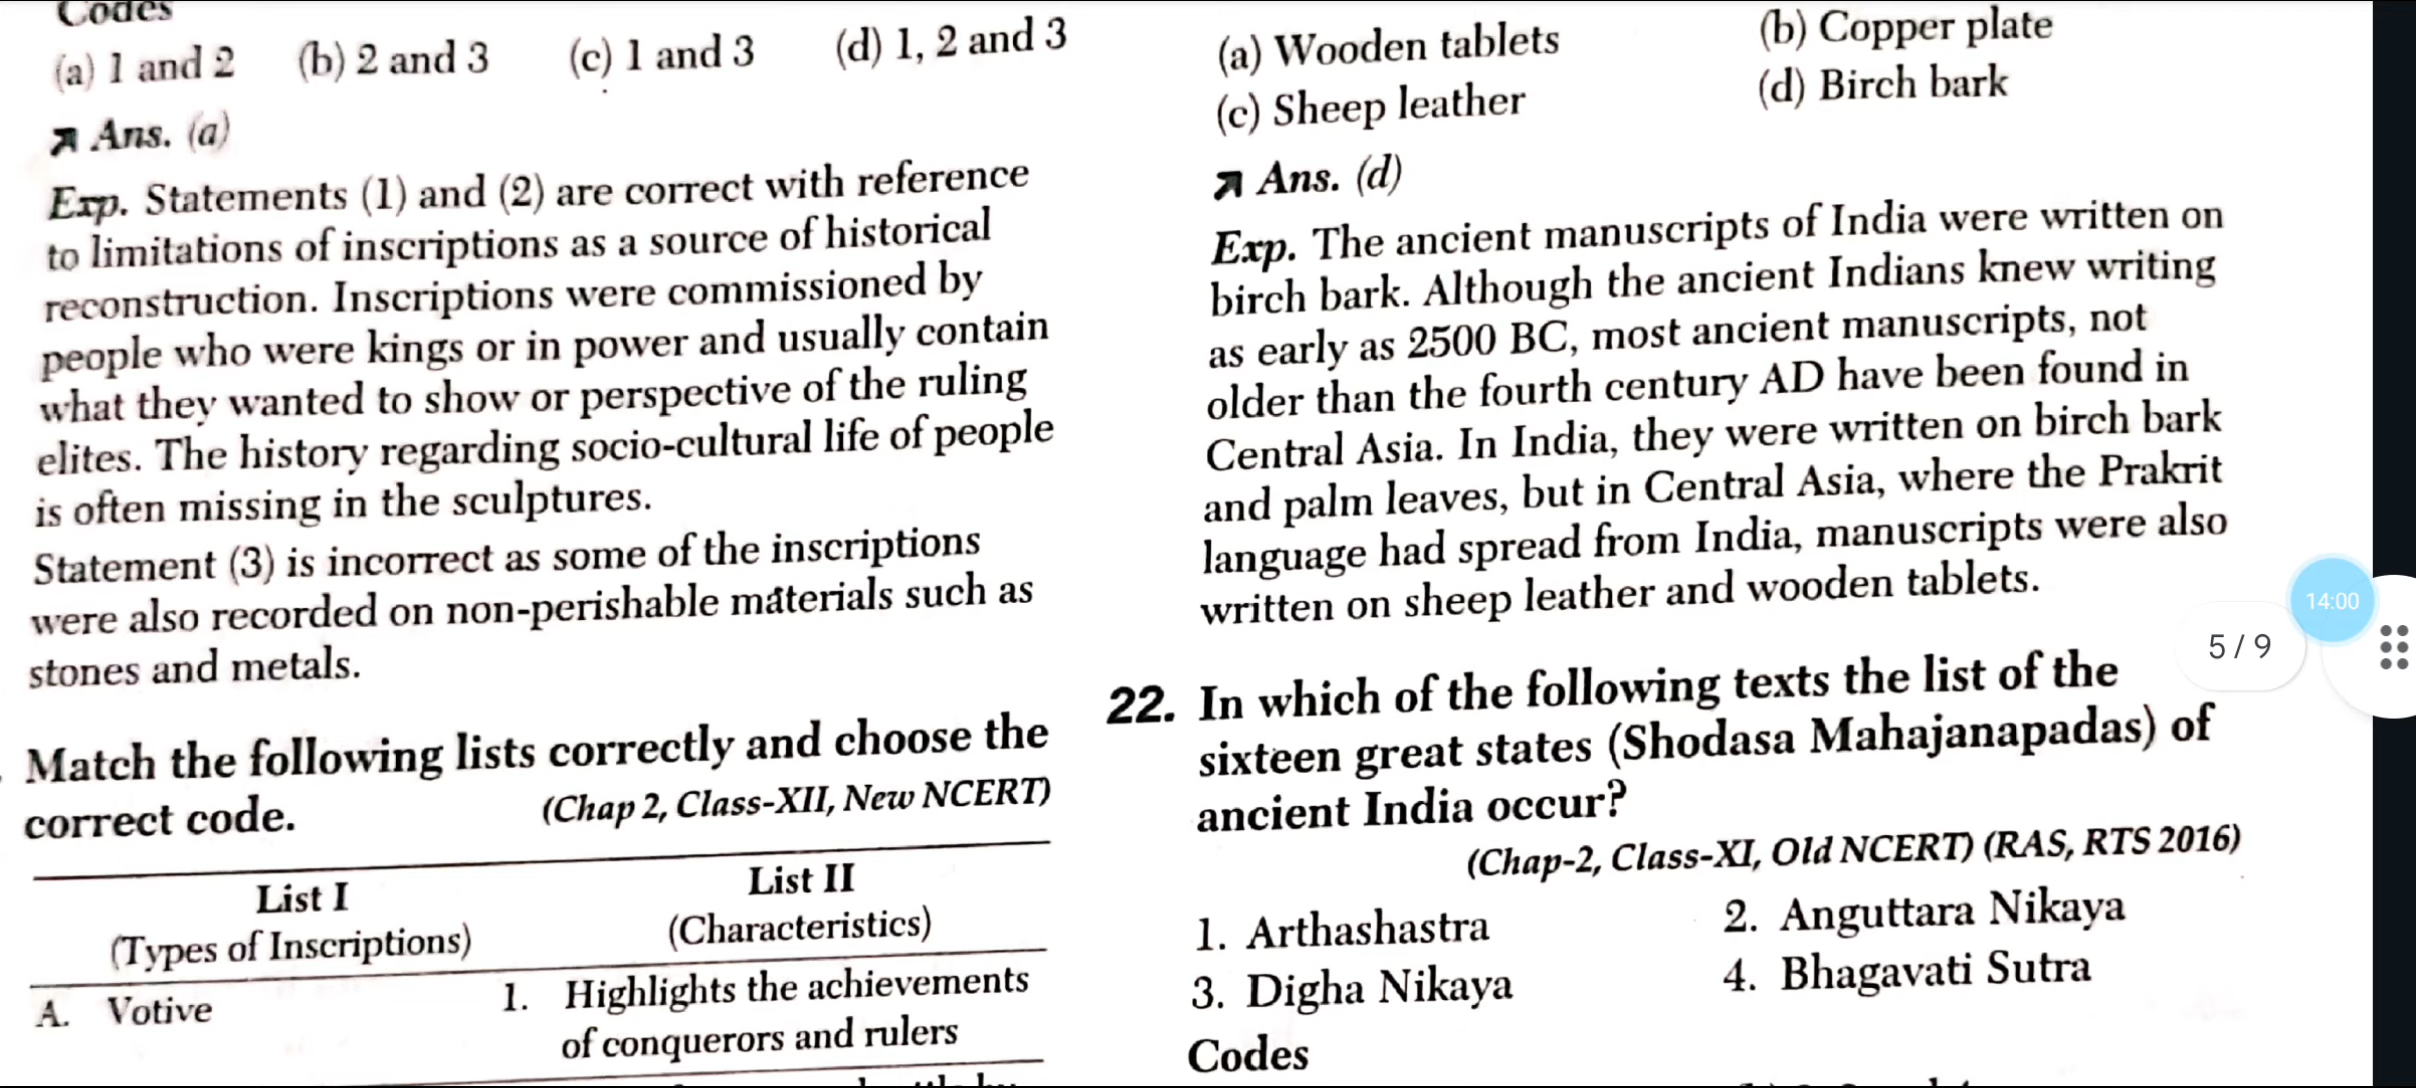 Codes
(a) 1 and 2 (b) 2 and 3 (c) 1 and 3 (d) 1, 2 and 3
Ans. (a)
Exp. Statements (1) and (2) are correct with reference
to limitations of inscriptions as a source of historical
reconstruction. Inscriptions were commissioned by
people who were kings or in power and usually contain
what they wanted to show or perspective of the ruling
elites. The history regarding socio-cultural life of people
is often missing in the sculptures.
Statement (3) is incorrect as some of the inscriptions
were also recorded on non-perishable materials such as
stones and metals.
Match the following lists correctly and choose the
correct code. (Chap 2, Class-XII, New NCERT)
List I List II
(Types of Inscriptions) (Characteristics)
A. Votive 1. Highlights the achievements
of conquerors and rulers
(a) Wooden tablets (b) Copper plate
(c) Sheep leather (d) Birch bark
Ans. (d)
Exp. The ancient manuscripts of India were written on
birch bark. Although the ancient Indians knew writing
as early as 2500 BC, most ancient manuscripts, not
older than the fourth century AD have been found in
Central Asia. In India, they were written on birch bark
and palm leaves, but in Central Asia, where the Prakrit
language had spread from India, manuscripts were also
written on sheep leather and wooden tablets.
22. In which of the following texts the list of the
sixteen great states (Shodasa Mahajanapadas) of
ancient India occur?
(Chap-2, Class-XI, Old NCERT) (RAS, RTS 2016)
1. Arthashastra 2. Anguttara Nikaya
3. Digha Nikaya 4. Bhagavati Sutra
Codes
14:00
5 / 9